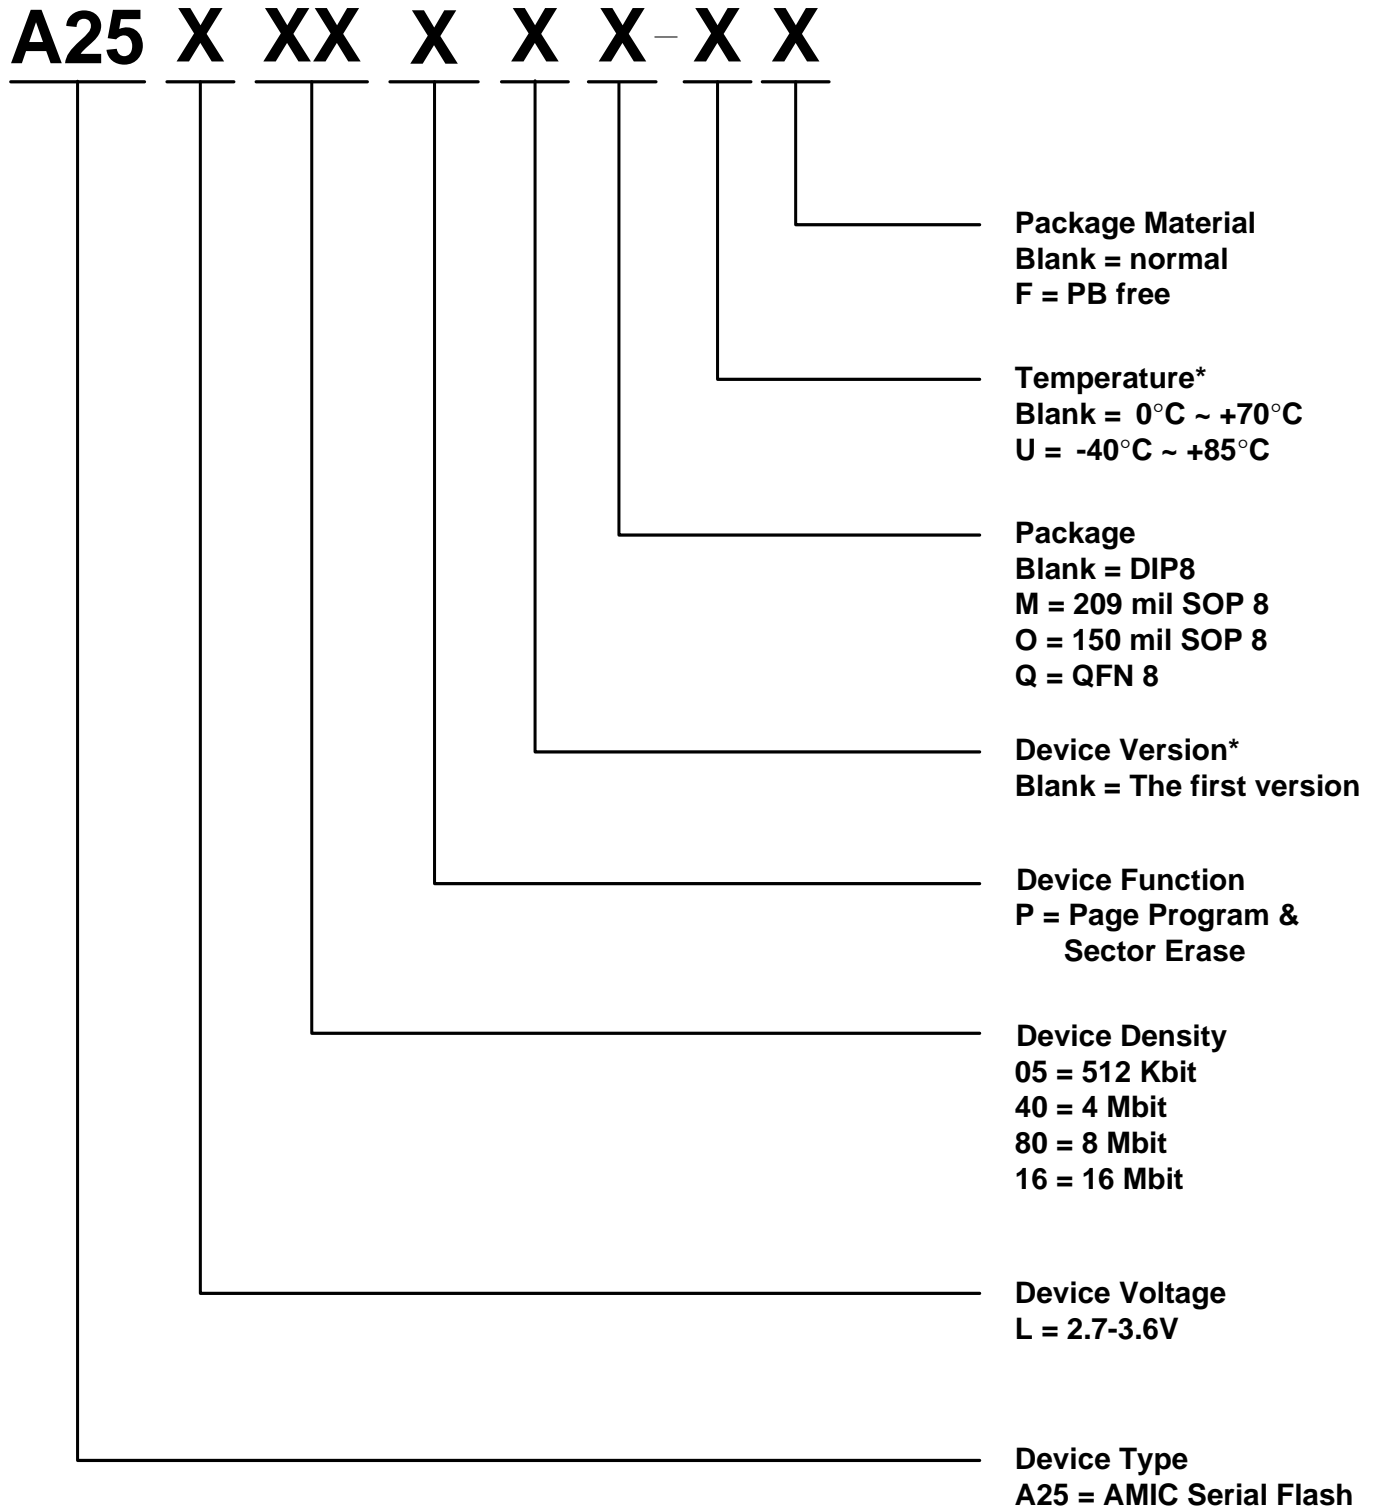 A25 X XX X X X - X X
Package Material
Blank = normal
F = PB free
Temperature*
Blank = 0°C ~ +70°C
U = -40°C ~ +85°C
Package
Blank = DIP8
M = 209 mil SOP 8
O = 150 mil SOP 8
Q = QFN 8
Device Version*
Blank = The first version
Device Function
P = Page Program &
Sector Erase
Device Density
05 = 512 Kbit
40 = 4 Mbit
80 = 8 Mbit
16 = 16 Mbit
Device Voltage
L = 2.7-3.6V
Device Type
A25 = AMIC Serial Flash